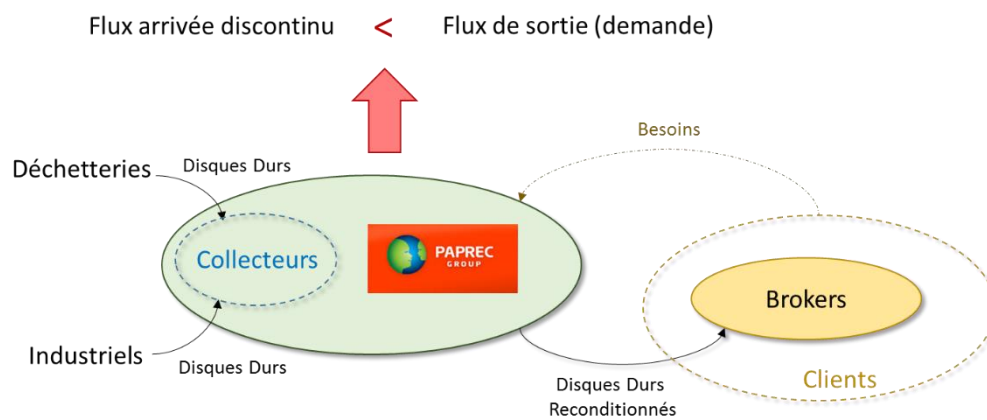 Flux arrivée discontinu < Flux de sortie (demande)
Besoins
Déchetteries
Disques Durs
Collecteurs
PAPREC
GROUP
Brokers
Industriels
Disques Durs
Clients
Disques Durs
Reconditionnés